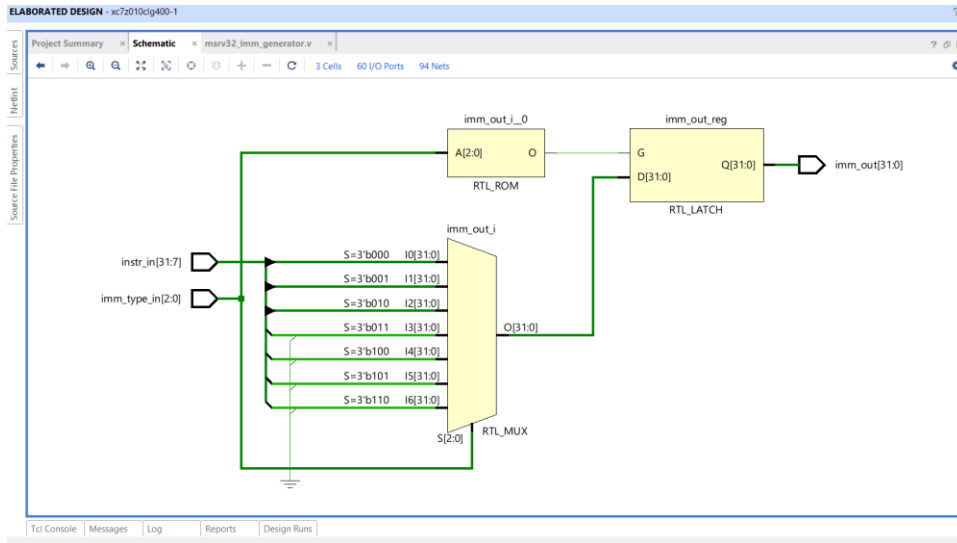 ELABORATED DESIGN - xc7z010clg400-1
?
Sources
Netlist
Source File Properties
Project Summary × Schematic × msrv32_imm_generator.v ×
?
3 Cells 60 I/O Ports 94 Nets
imm_out_i__0
A[2:0] O
RTL_ROM
imm_out_reg
G
D[31:0]
Q[31:0]
RTL_LATCH
imm_out[31:0]
imm_out_i
instr_in[31:7]
imm_type_in[2:0]
S=3'b000 I0[31:0]
S=3'b001 I1[31:0]
S=3'b010 I2[31:0]
S=3'b011 I3[31:0]
S=3'b100 I4[31:0]
S=3'b101 I5[31:0]
S=3'b110 I6[31:0]
O[31:0]
S[2:0]
RTL_MUX
Tcl Console Messages Log Reports Design Runs